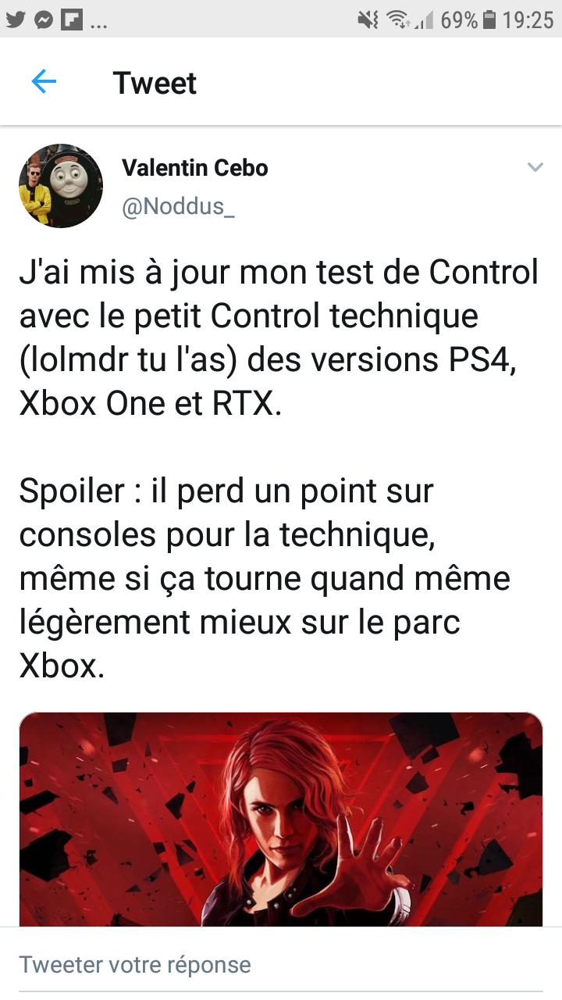 ... 69% 19:25
Tweet
Valentin Cebo
@Noddus_
J'ai mis à jour mon test de Control
avec le petit Control technique
(lolmdr tu l'as) des versions PS4,
Xbox One et RTX.
Spoiler : il perd un point sur
consoles pour la technique,
même si ça tourne quand même
légèrement mieux sur le parc
Xbox.
Tweeter votre réponse